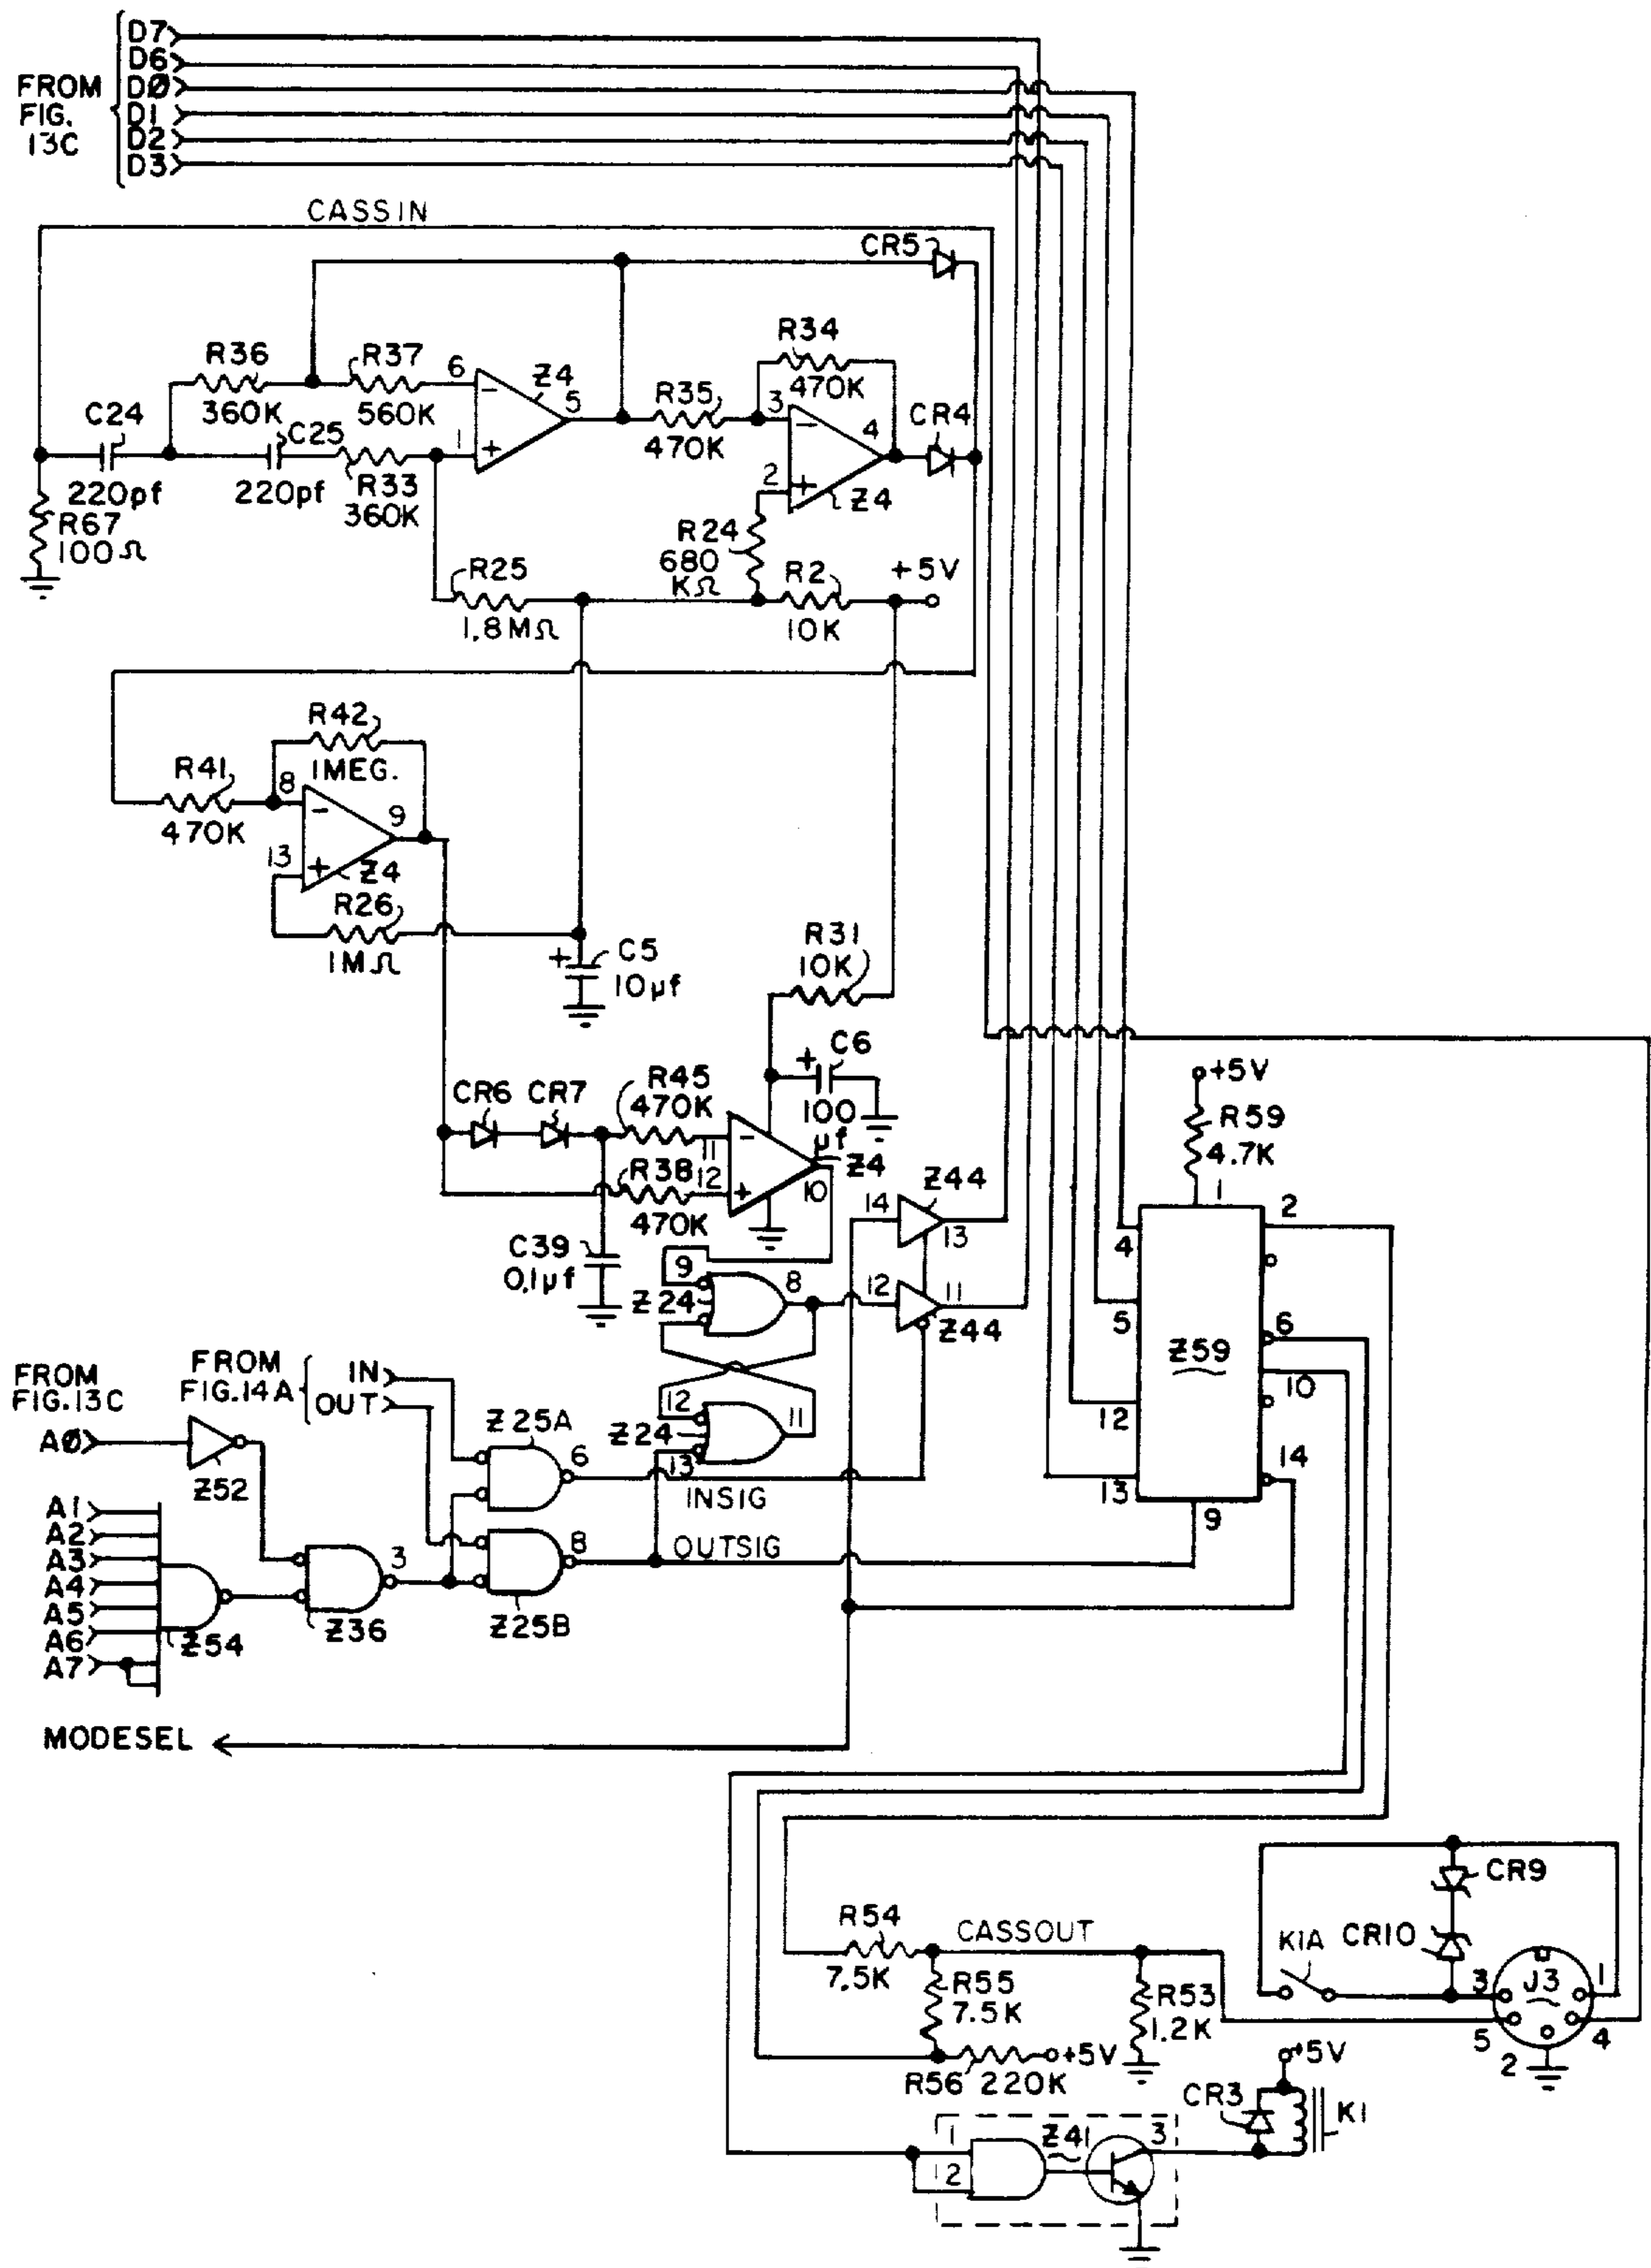 FROM
FIG.
13C
D7
D6
DØ
D1
D2
D3
CASSIN
CR5
R36
360K
R37
560K
6
Z4
5
R34
470K
C24
220pf
C25
220pf
R33
360K
1
R35
470K
3
4
CR4
2
Z4
R67
100Ω
R24
680
KΩ
R25
1.8MΩ
R2
10K
+5V
R42
1MEG.
R41
470K
8
9
13
Z4
R26
1MΩ
+
C5
10µf
R31
10K
+
C6
100
µf
CR6
CR7
R45
470K
11
R38
470K
12
Z4
10
C39
0.1µf
+5V
R59
4.7K
1
Z44
14
13
2
4
9
Z24
8
12
11
Z44
5
6
Z59
10
12
14
13
9
FROM
FIG.13C
FROM
FIG.14A
IN
OUT
AØ
Z52
Z25A
6
12
Z24
11
13
INSIG
A1
A2
A3
A4
A5
A6
A7
Z54
3
Z36
8
OUTSIG
Z25B
MODESEL
R54
7.5K
CASSOUT
R55
7.5K
R53
1.2K
R56 220K
+5V
K1A
CR9
CR10
J3
3
1
5
2
4
+5V
CR3
K1
1
2
Z41
3